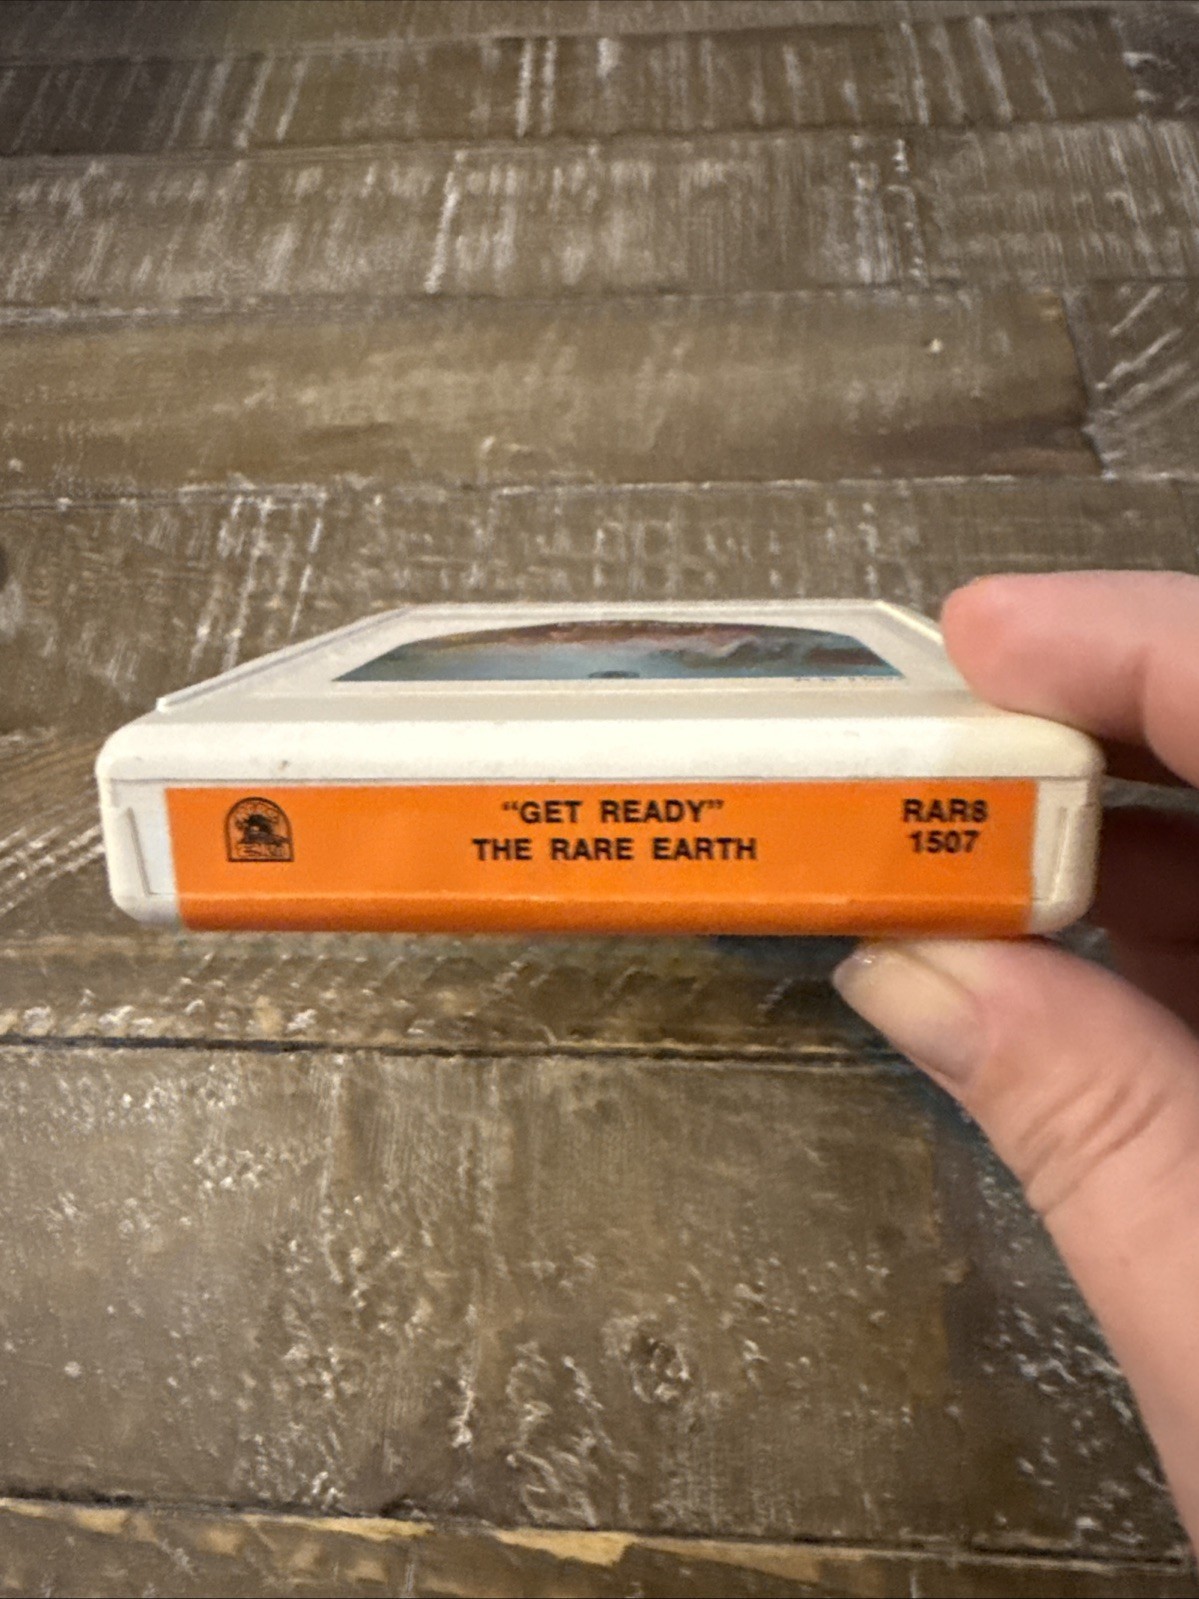 “GET READY”
THE RARE EARTH
RAR8
1507